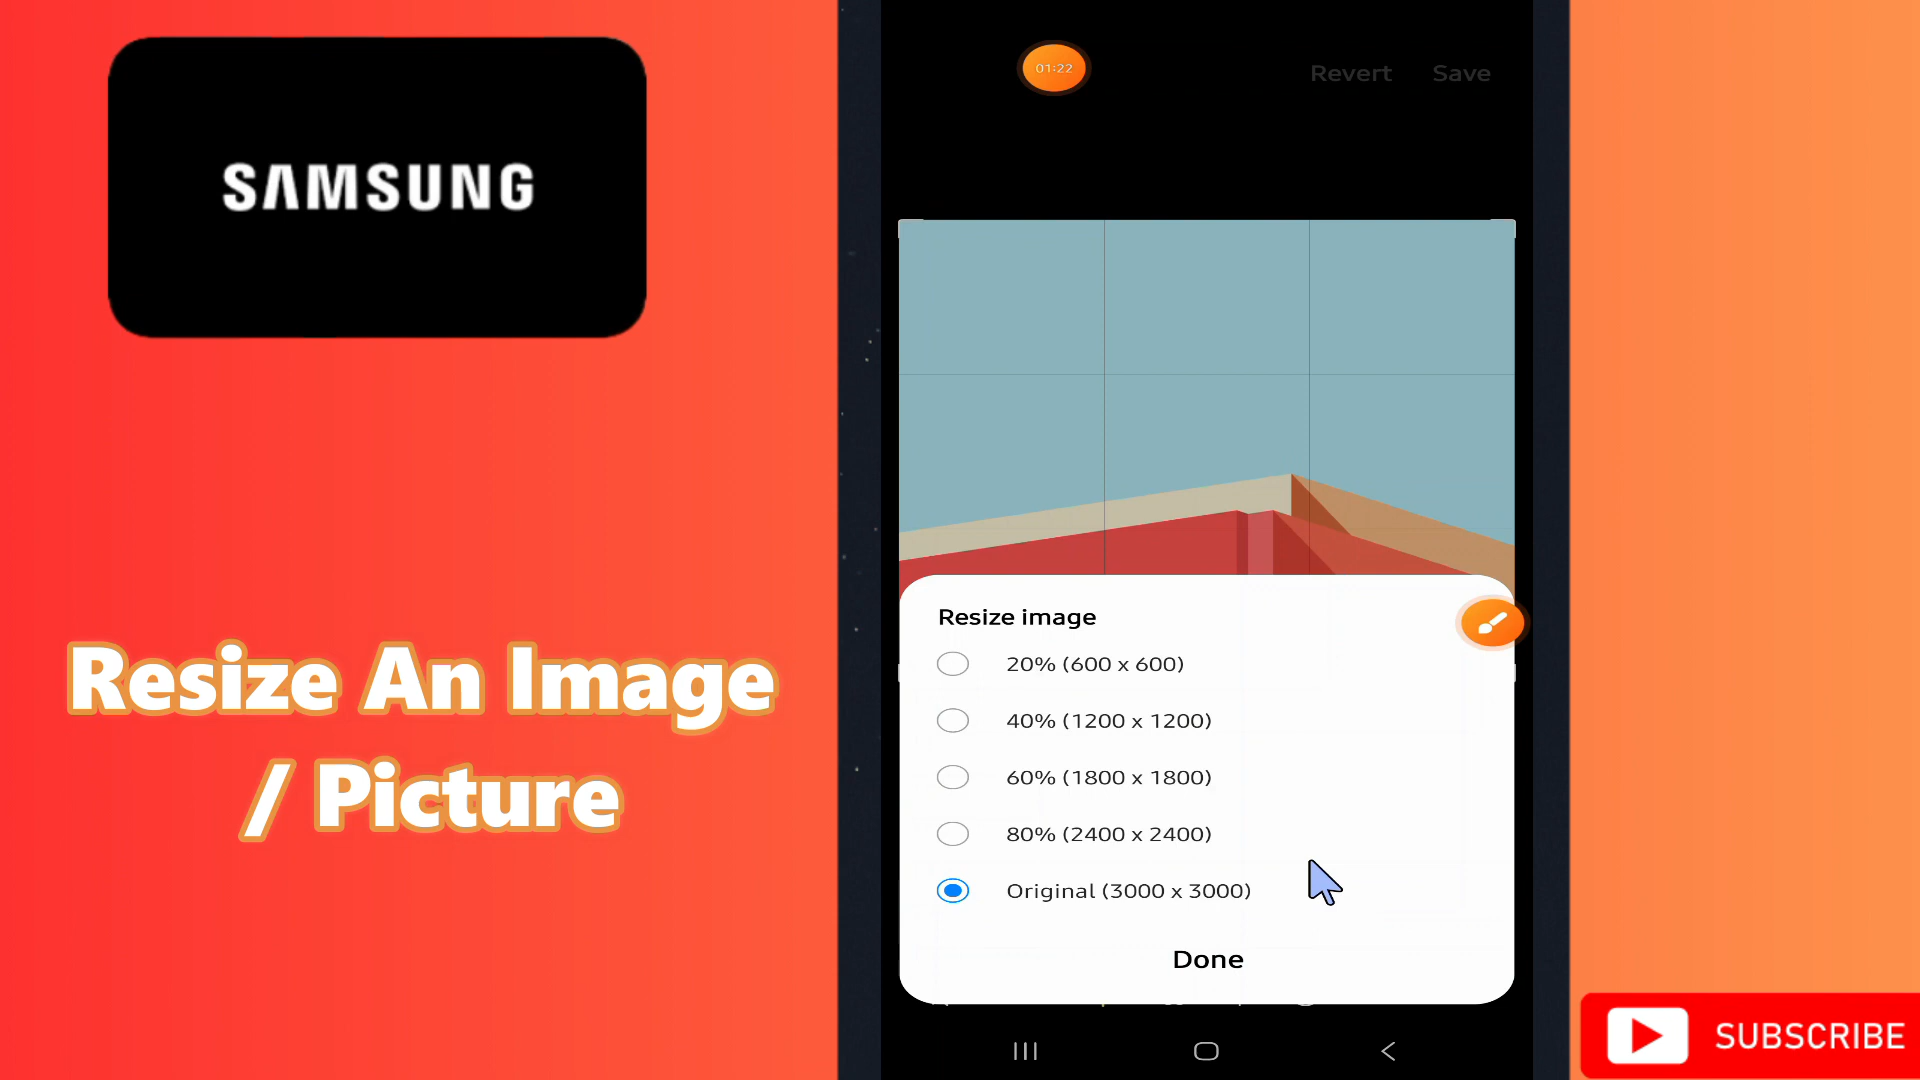 SAMSUNG
Resize An Image
/ Picture
01:22
Revert Save
Resize image
20% (600 x 600)
40% (1200 x 1200)
60% (1800 x 1800)
80% (2400 x 2400)
Original (3000 x 3000)
Done
SUBSCRIBE